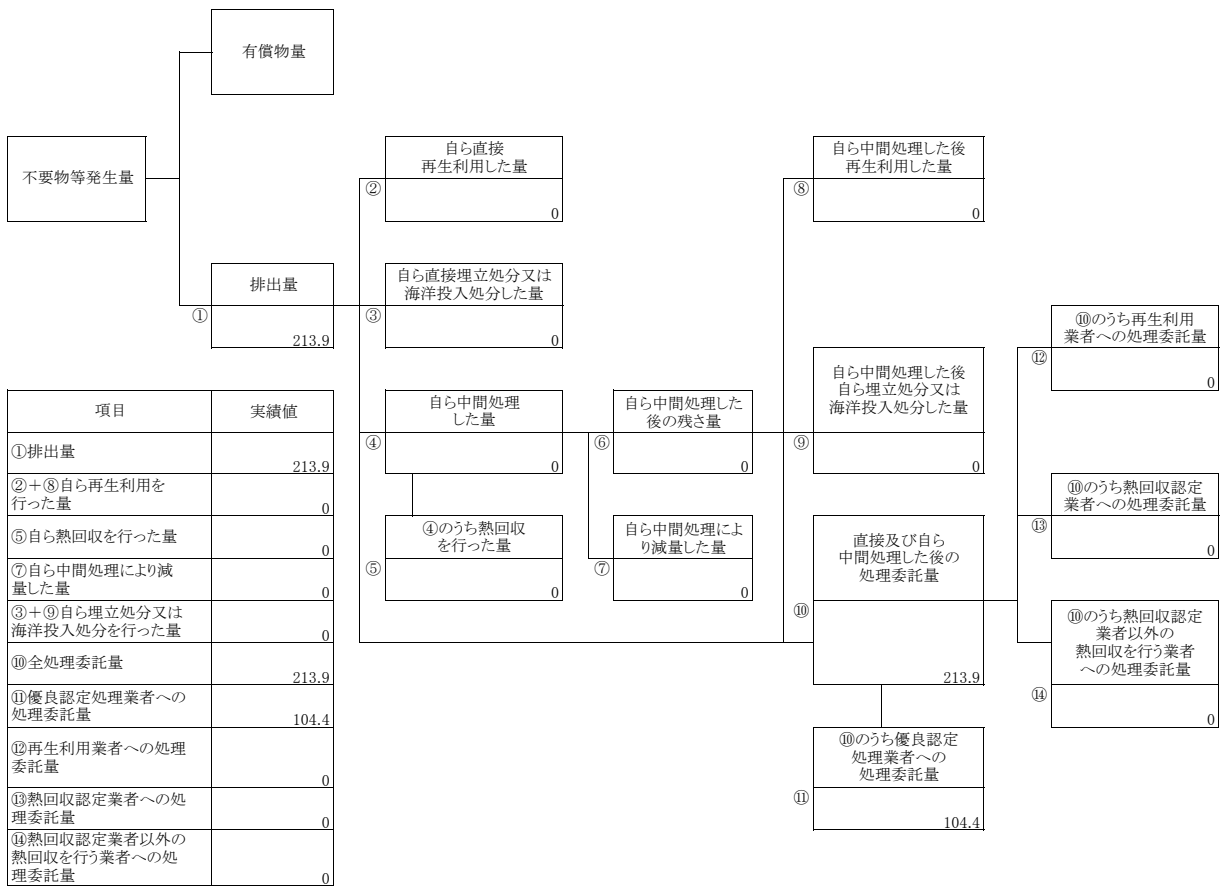 有償物量
不要物等発生量
自ら直接
再生利用した量
②
0
自ら中間処理した後
再生利用した量
⑧
0
排出量
①
213.9
自ら直接埋立処分又は
海洋投入処分した量
③
0
⑩のうち再生利用
業者への処理委託量
⑫
0
自ら中間処理
した量
④
0
自ら中間処理した
後の残さ量
⑥
0
自ら中間処理した後
自ら埋立処分又は
海洋投入処分した量
⑨
0
⑩のうち熱回収認定
業者への処理委託量
⑬
0
④のうち熱回収
を行った量
⑤
0
自ら中間処理によ
り減量した量
⑦
0
直接及び自ら
中間処理した後の
処理委託量
⑩
213.9
⑩のうち熱回収認定
業者以外の
熱回収を行う業者
への処理委託量
⑭
0
⑩のうち優良認定
処理業者への
処理委託量
⑪
104.4
項目
実績値
①排出量
213.9
②+⑧自ら再生利用を
行った量
0
⑤自ら熱回収を行った量
0
⑦自ら中間処理により減
量した量
0
③+⑨自ら埋立処分又は
海洋投入処分を行った量
0
⑩全処理委託量
213.9
⑪優良認定処理業者への
処理委託量
104.4
⑫再生利用業者への処理
委託量
0
⑬熱回収認定業者への処
理委託量
0
⑭熱回収認定業者以外の
熱回収を行う業者への処
理委託量
0